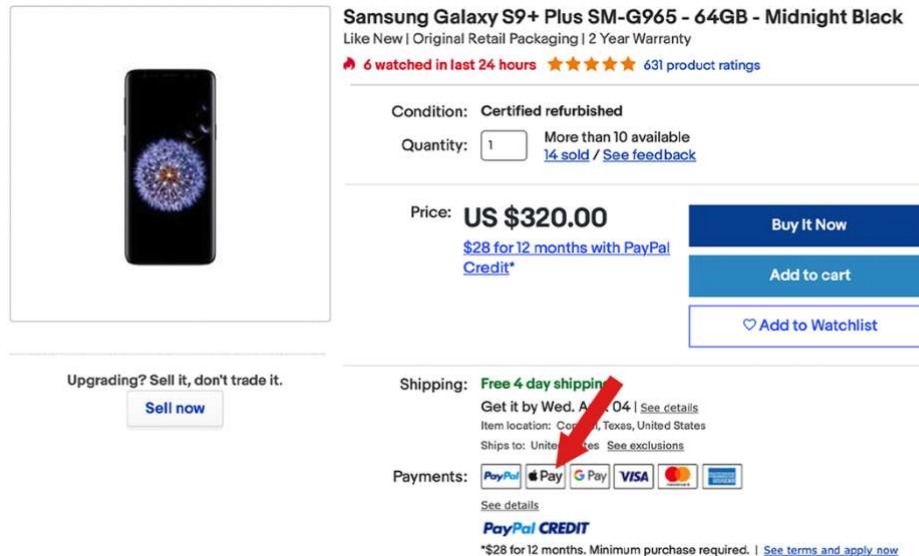 Samsung Galaxy S9+ Plus SM-G965 - 64GB - Midnight Black
Like New | Original Retail Packaging | 2 Year Warranty
6 watched in last 24 hours 631 product ratings
Condition: Certified refurbished
Quantity: 1 More than 10 available
14 sold / See feedback
Price: US $320.00
$28 for 12 months with PayPal
Credit*
Buy It Now
Add to cart
Add to Watchlist
Upgrading? Sell it, don't trade it.
Sell now
Shipping: Free 4 day shipping
Get it by Wed. 04 | See details
Item location: Texas, United States
Ships to: See exclusions
Payments: PayPal Pay G Pay VISA
See details
PayPal CREDIT
*$28 for 12 months. Minimum purchase required. | See terms and apply now